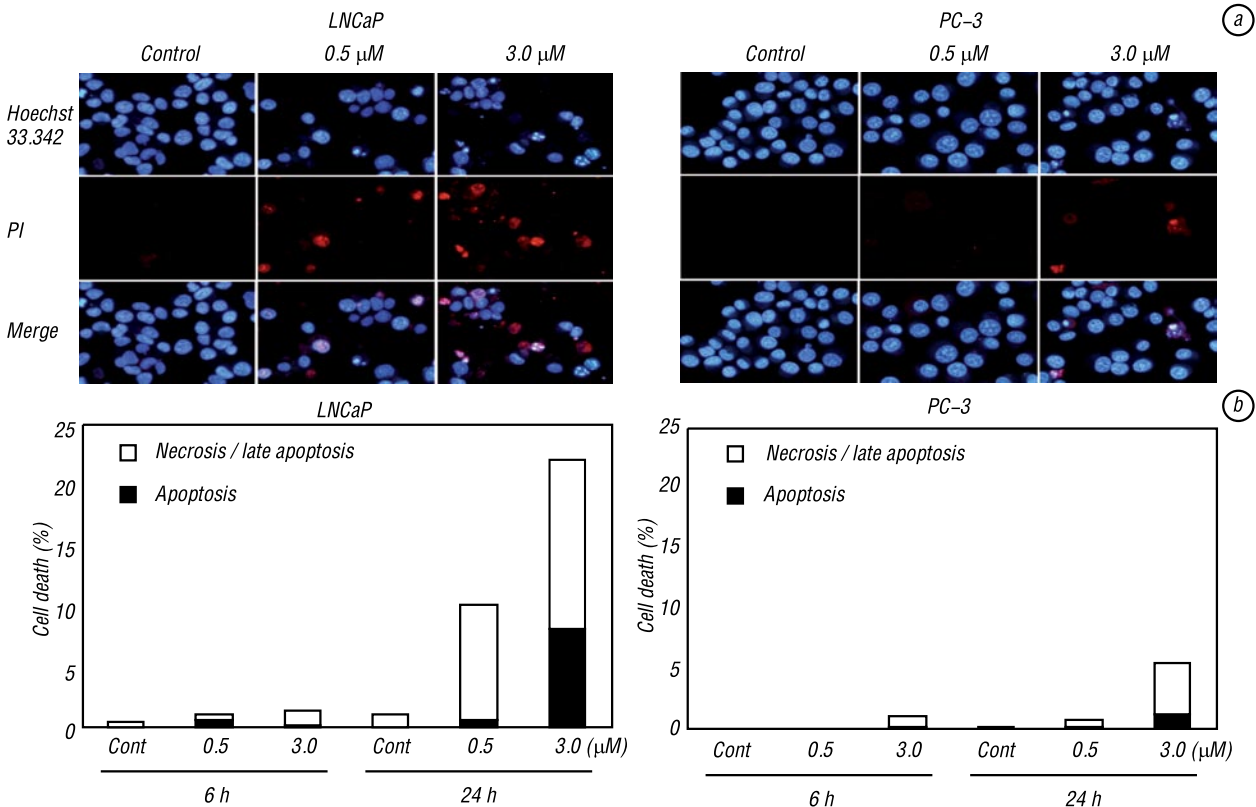 LNCaP
PC–3
a
Control
0.5 µM
3.0 µM
Control
0.5 µM
3.0 µM
Hoechst
33.342
PI
Merge
b
LNCaP
25
20
15
10
5
0
Cell death (%)
Necrosis / late apoptosis
Apoptosis
Cont
0.5
3.0
Cont
0.5
3.0 (µM)
6 h
24 h
PC–3
25
20
15
10
5
0
Cell death (%)
Necrosis / late apoptosis
Apoptosis
Cont
0.5
3.0
Cont
0.5
3.0 (µM)
6 h
24 h